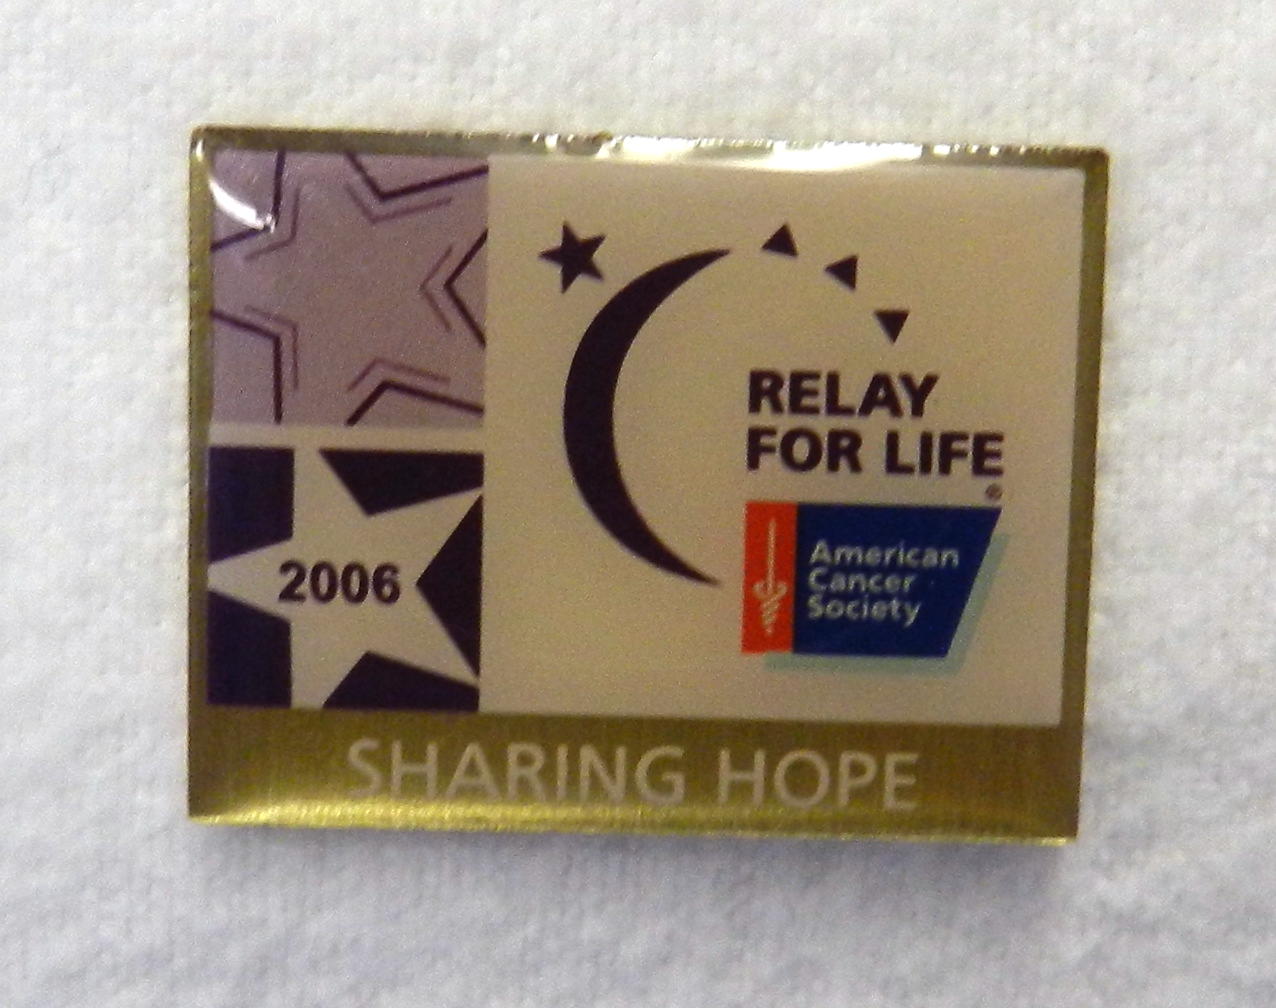 RELAY
FOR LIFE
®
American
Cancer
Society
2006
SHARING HOPE